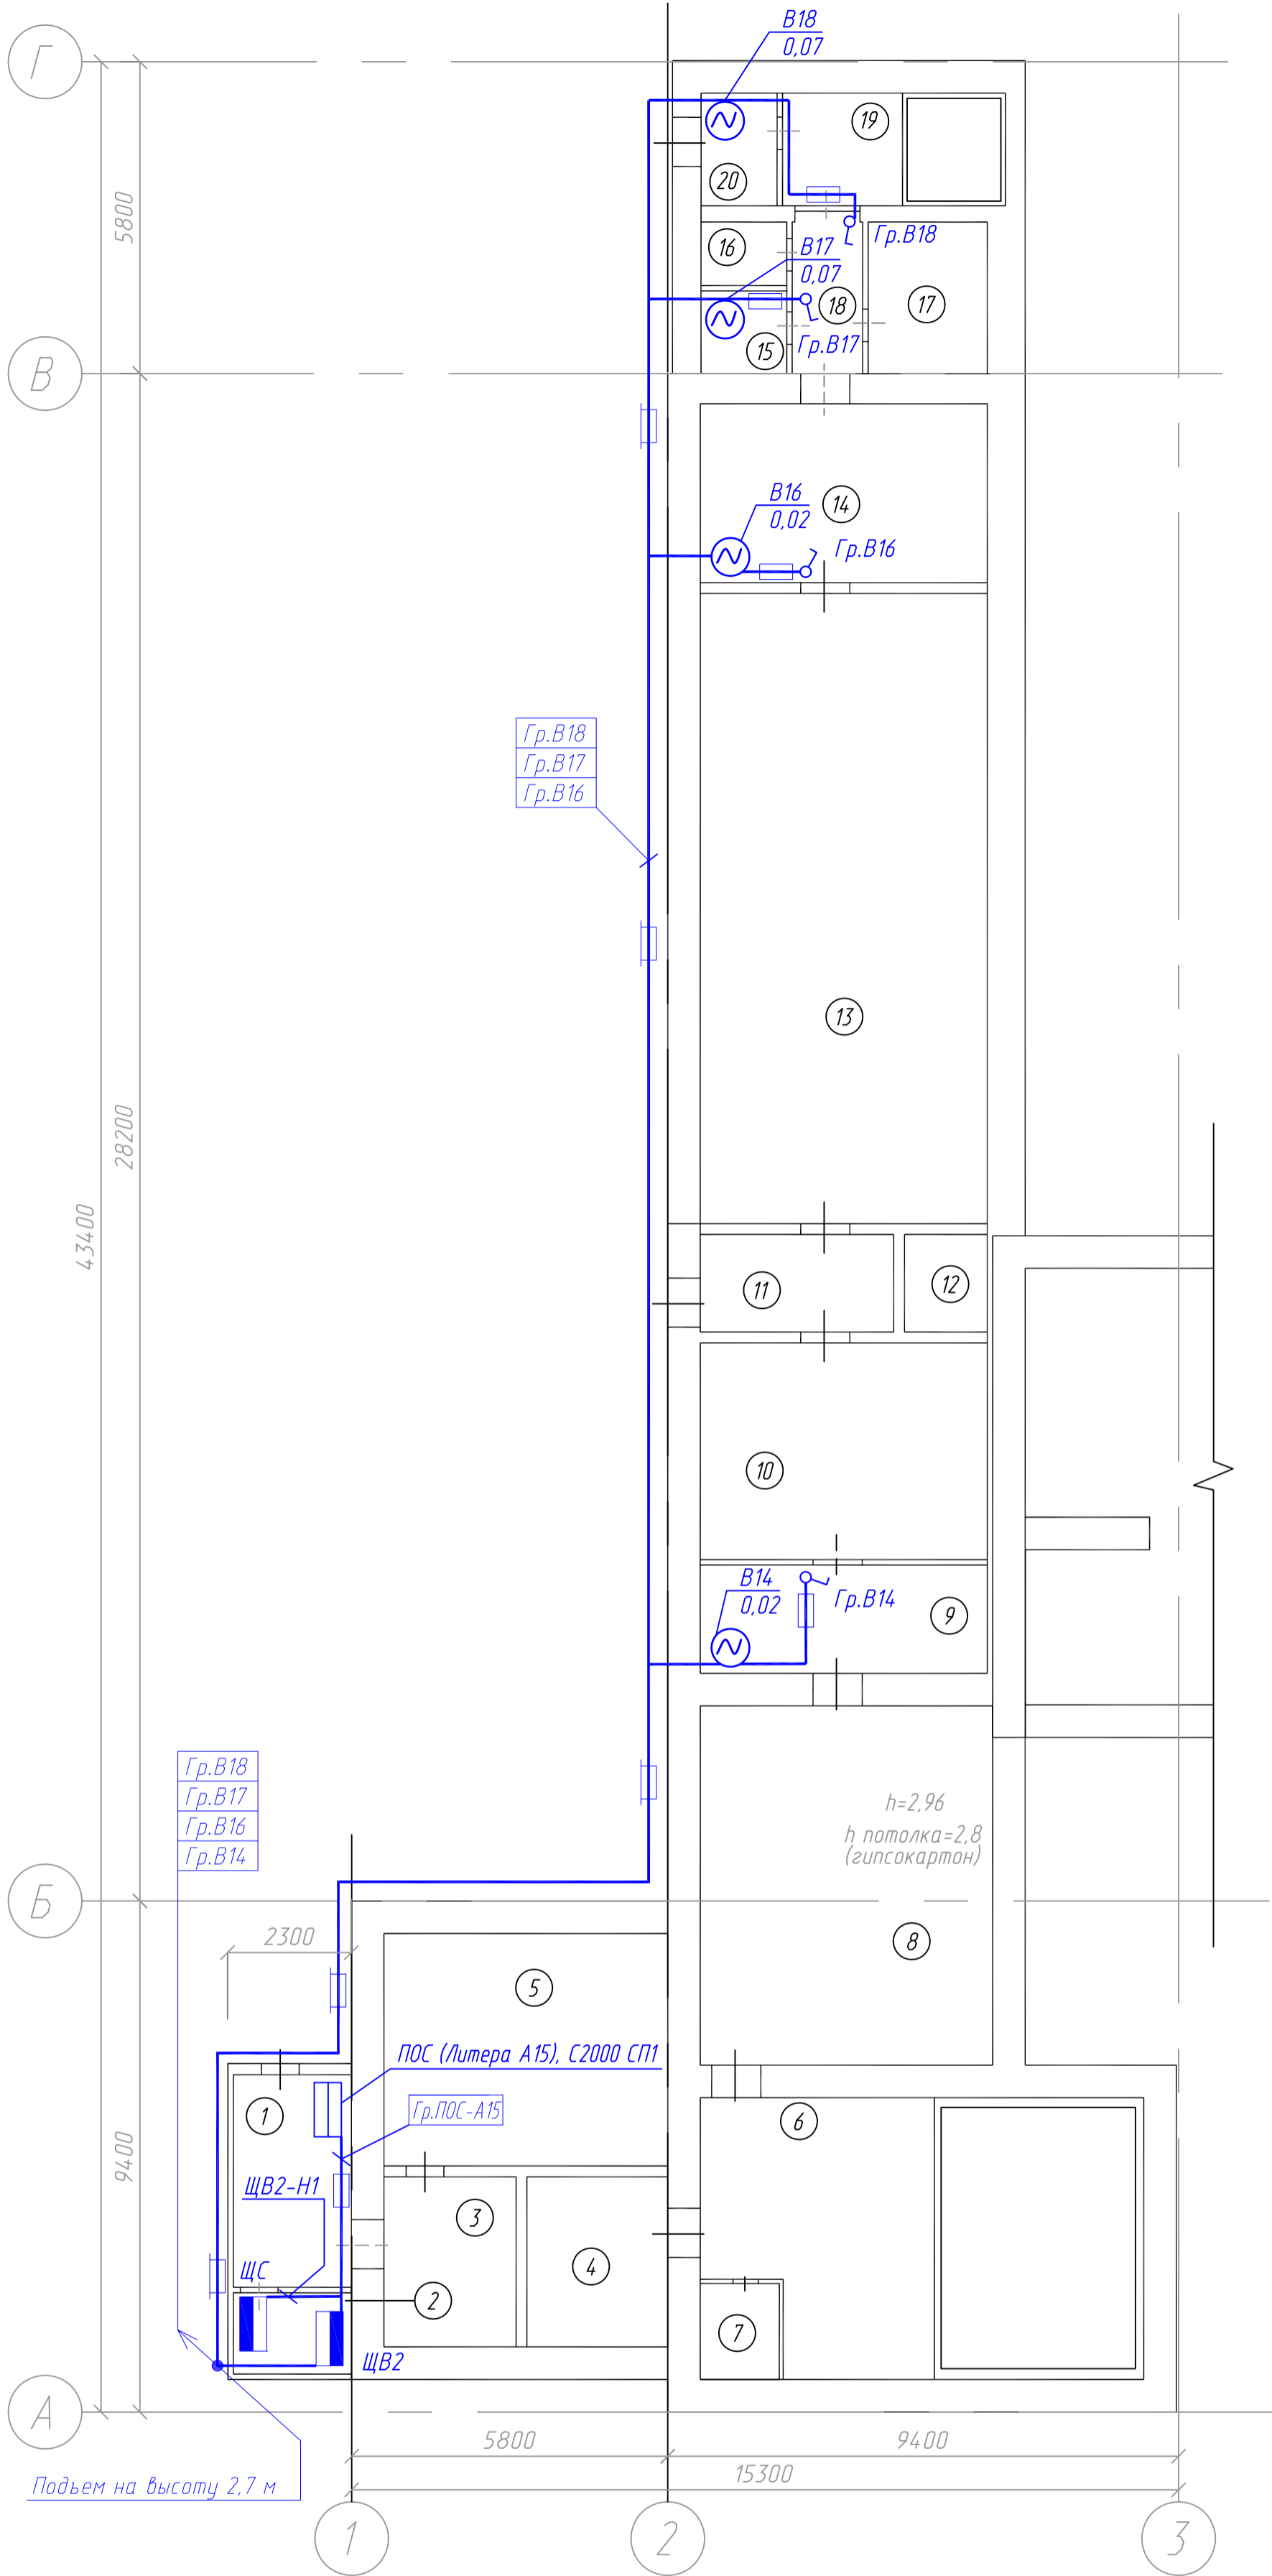 В18
0,07
Г
19
20
5800
Гр.В18
16
В17
0,07
18
17
Гр.В17
15
В
В16
0,02
14
Гр.В16
Гр.В18
Гр.В17
Гр.В16
13
28200
43400
11
12
10
В14
0,02
Гр.В14
9
Гр.В18
Гр.В17
Гр.В16
Гр.В14
h=2,96
h потолка=2,8
(гипсокартон)
Б
2300
8
5
ПОС (Литера А15), С2000 СП1
Гр.ПОС-А15
1
6
9400
ЩВ2-Н1
3
ЩС
4
2
7
ЩВ2
А
5800
9400
15300
Подъем на высоту 2,7 м
1
2
3